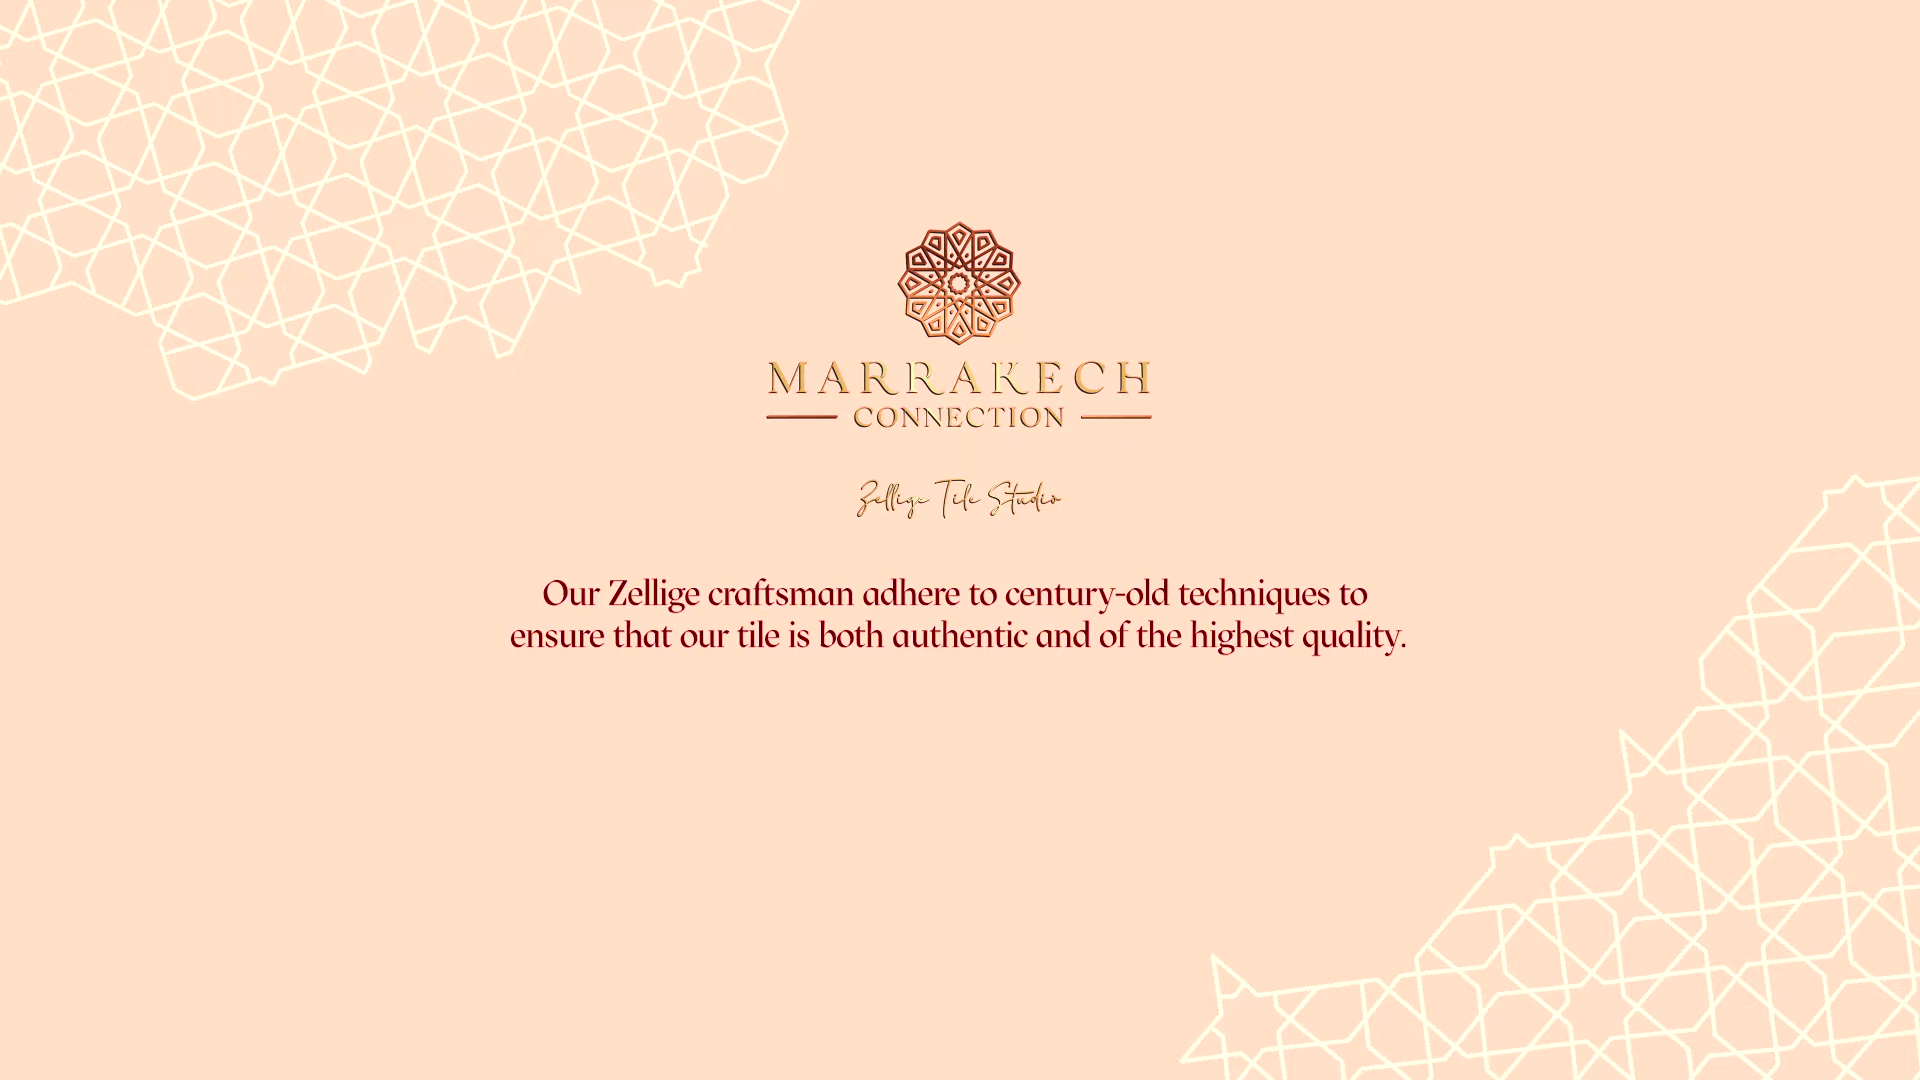 MARRAKECH
CONNECTION
Zellige Tile Studio
Our Zellige craftsman adhere to century-old techniques to
ensure that our tile is both authentic and of the highest quality.